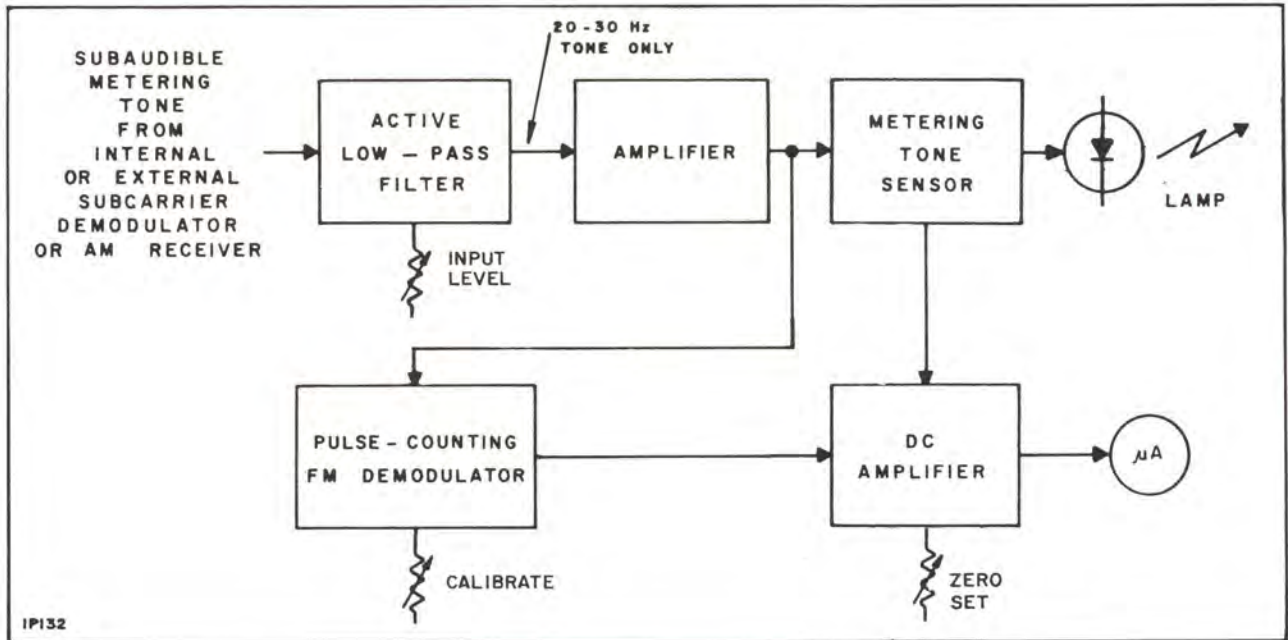 20-30 Hz
TONE ONLY
SUBAUDIBLE
METERING
TONE
FROM
INTERNAL
OR EXTERNAL
SUBCARRIER
DEMODULATOR
OR AM RECEIVER
ACTIVE
LOW-PASS
FILTER
AMPLIFIER
METERING
TONE
SENSOR
LAMP
INPUT
LEVEL
PULSE-COUNTING
FM DEMODULATOR
DC
AMPLIFIER
μA
CALIBRATE
ZERO
SET
IP132